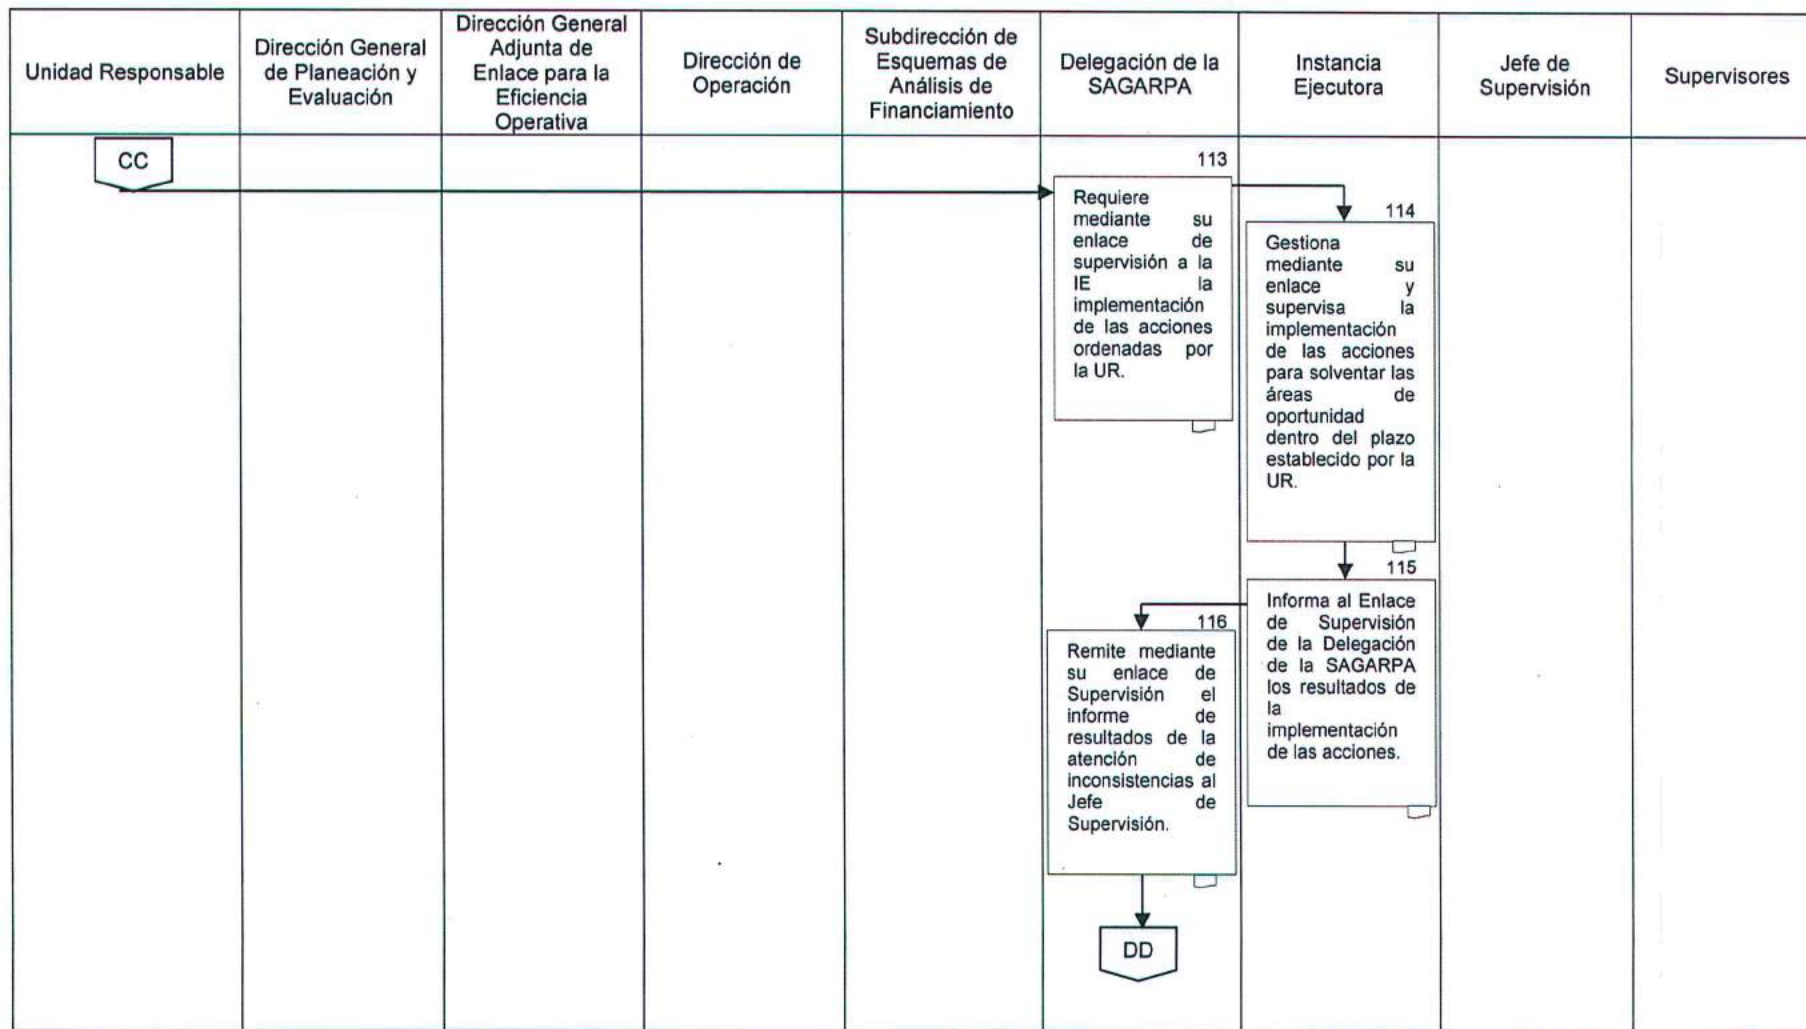 Unidad Responsable
Dirección General
de Planeación y
Evaluación
Dirección General
Adjunta de
Enlace para la
Eficiencia
Operativa
Dirección de
Operación
Subdirección de
Esquemas de
Análisis de
Financiamiento
Delegación de la
SAGARPA
Instancia
Ejecutora
Jefe de
Supervisión
Supervisores
CC
113
Requiere
mediante su
enlace de
supervisión a la
IE la
implementación
de las acciones
ordenadas por
la UR.
114
Gestiona
mediante su
enlace y
supervisa la
implementación
de las acciones
para solventar las
áreas de
oportunidad
dentro del plazo
establecido por la
UR.
115
Informa al Enlace
de Supervisión
de la Delegación
de la SAGARPA
los resultados de
la
implementación
de las acciones.
116
Remite mediante
su enlace de
Supervisión el
informe de
resultados de la
atención de
inconsistencias al
Jefe de
Supervisión.
DD